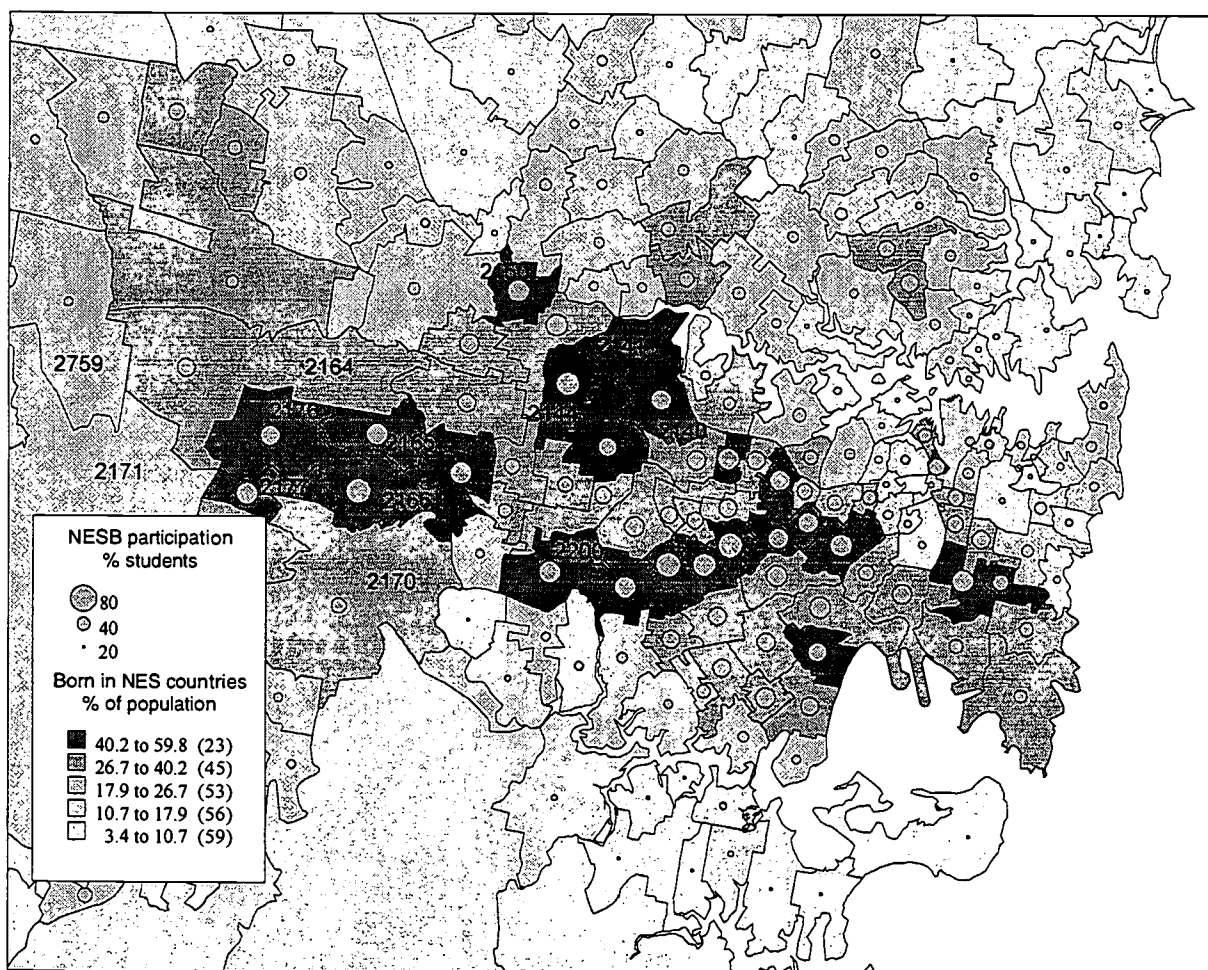 2759
2164
2165
2171
2166
2200
2170
NESB participation
% students
80
40
20
Born in NES countries
% of population
40.2 to 59.8 (23)
26.7 to 40.2 (45)
17.9 to 26.7 (53)
10.7 to 17.9 (56)
3.4 to 10.7 (59)